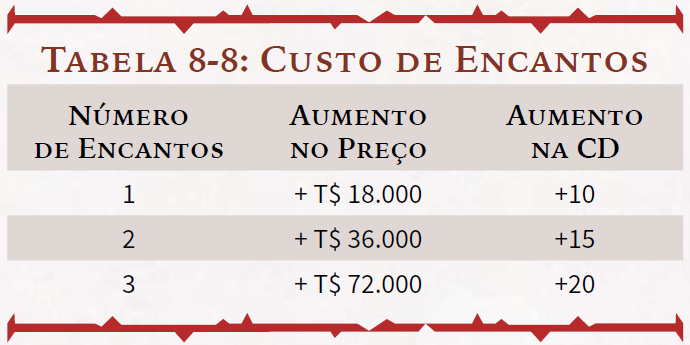 Tabela 8-8: Custo de Encantos
Número de Encantos	Aumento no Preço	Aumento na CD
1	+ T$ 18.000	+10
2	+ T$ 36.000	+15
3	+ T$ 72.000	+20